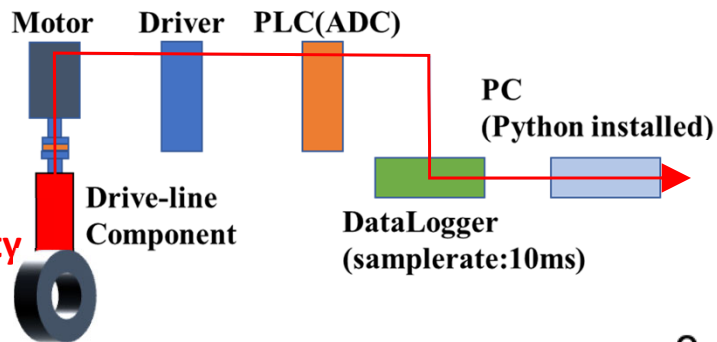 Motor Driver PLC(ADC)
PC
(Python installed)
Drive-line
Component
DataLogger
(samplerate:10ms)